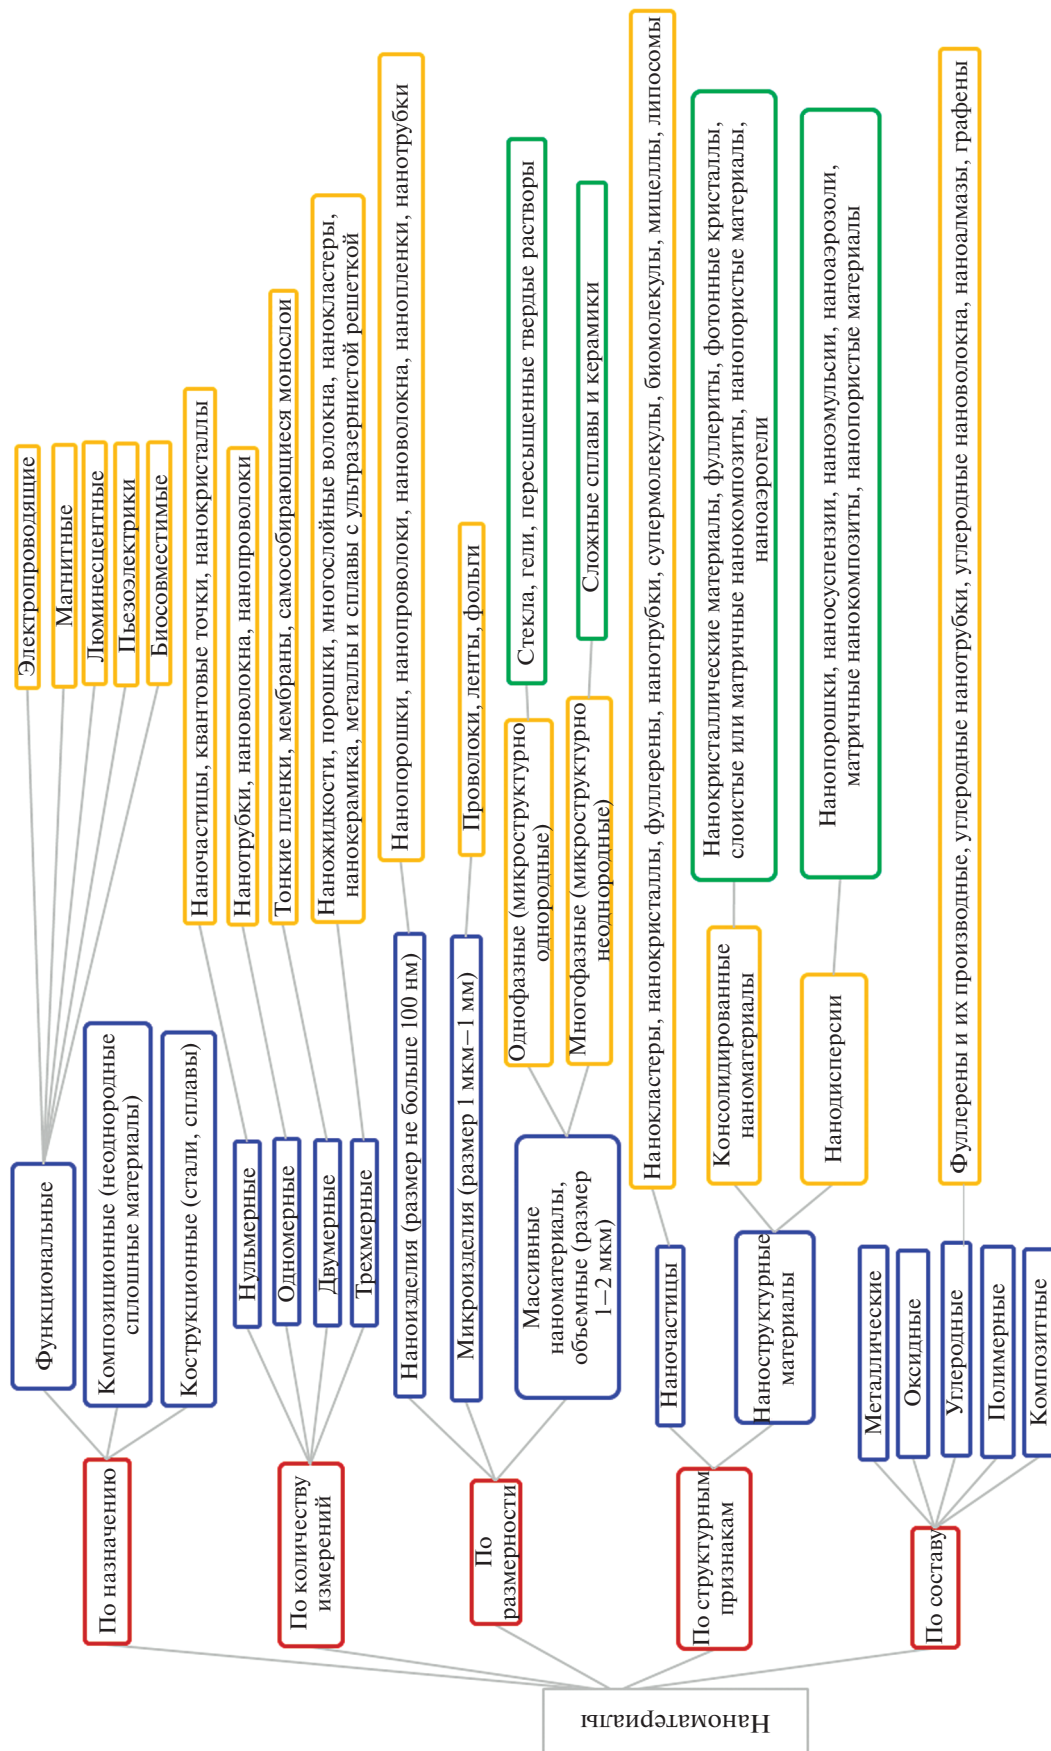 Наноматериалы
По назначению
Функциональные
Электропроводящие
Магнитные
Люминесцентные
Пьезоэлектрики
Биосовместимые
Композиционные (неоднородные
сплошные материалы)
Кострукционные (стали, сплавы)
По количеству
измерений
Нульмерные
Наночастицы, квантовые точки, нанокристаллы
Одномерные
Нанотрубки, нановолокна, нанопроволоки
Двумерные
Тонкие пленки, мембраны, самособирающиеся монослои
Трехмерные
Наножидкости, порошки, многослойные волокна, нанокластеры,
нанокерамика, металлы и сплавы с ультразернистой решеткой
По
размерности
Наноизделия (размер не больше 100 нм)
Нанопорошки, нанопроволоки, нановолокна, нанопленки, нанотрубки
Микроизделия (размер 1 мкм–1 мм)
Проволоки, ленты, фольги
Массивные
наноматериалы,
объемные (размер
1–2 мкм)
Однофазные (микроструктурно
однородные)
Стекла, гели, пересыщенные твердые растворы
Многофазные (микроструктурно
неоднородные)
Сложные сплавы и керамики
По структурным
признакам
Наночастицы
Нанокластеры, нанокристаллы, фуллерены, нанотрубки, супермолекулы, биомолекулы, мицеллы, липосомы
Наноструктурные
материалы
Консолидированные
наноматериалы
Нанокристаллические материалы, фуллериты, фотонные кристаллы,
слоистые или матричные нанокомпозиты, нанопористые материалы,
наноаэрогели
Нанодисперсии
Нанопорошки, наносуспензии, наноэмульсии, наноаэрозоли,
матричные нанокомпозиты, нанопористые материалы
По составу
Металлические
Оксидные
Углеродные
Фуллерены и их производные, углеродные нанотрубки, углеродные нановолокна, наноалмазы, графены
Полимерные
Композитные